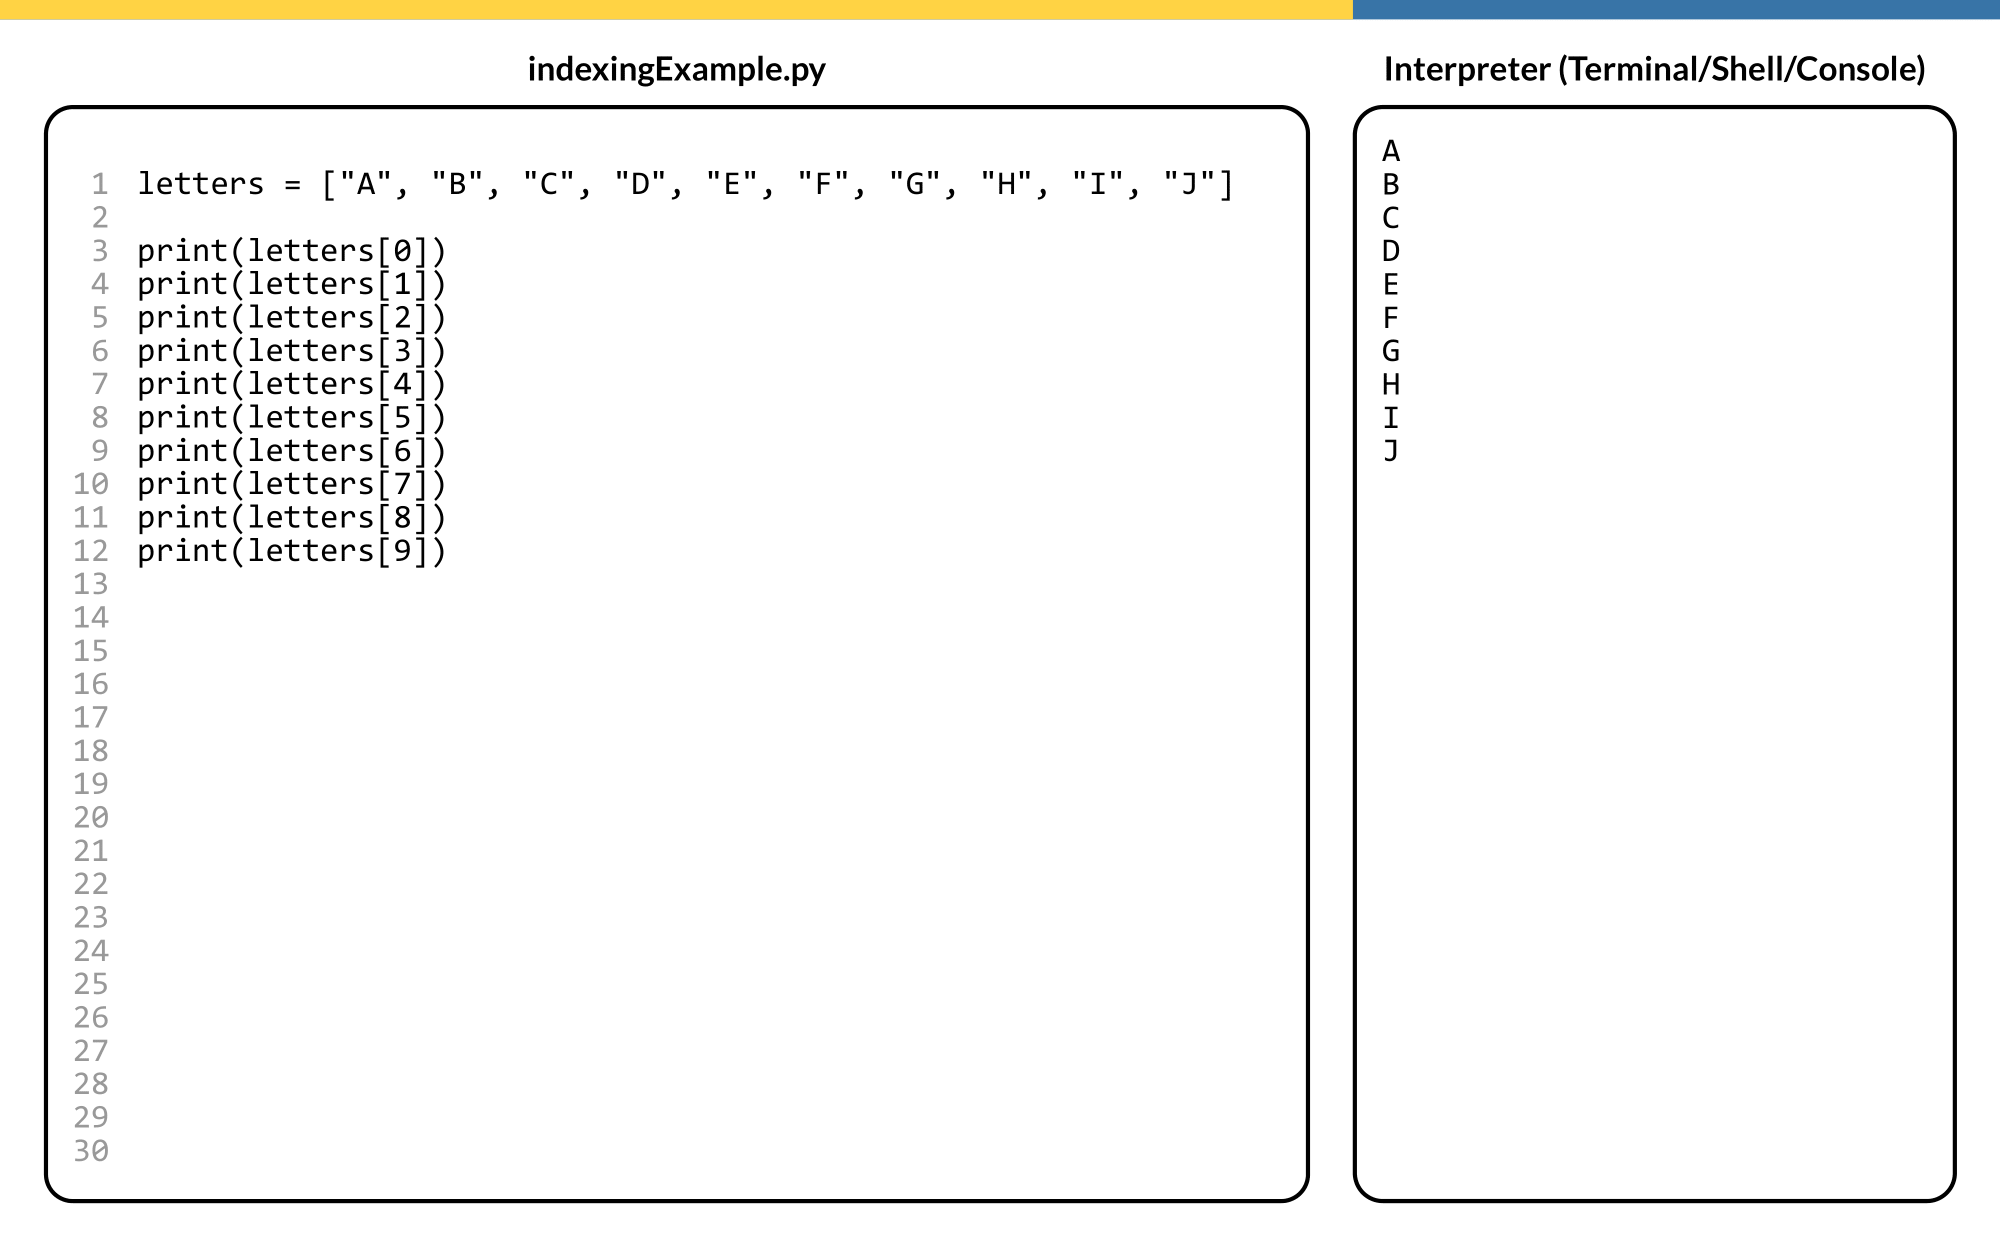 indexingExample.py
1 letters = ["A", "B", "C", "D", "E", "F", "G", "H", "I", "J"]
2
3 print(letters[0])
4 print(letters[1])
5 print(letters[2])
6 print(letters[3])
7 print(letters[4])
8 print(letters[5])
9 print(letters[6])
10 print(letters[7])
11 print(letters[8])
12 print(letters[9])
13
14
15
16
17
18
19
20
21
22
23
24
25
26
27
28
29
30
Interpreter (Terminal/Shell/Console)
A
B
C
D
E
F
G
H
I
J